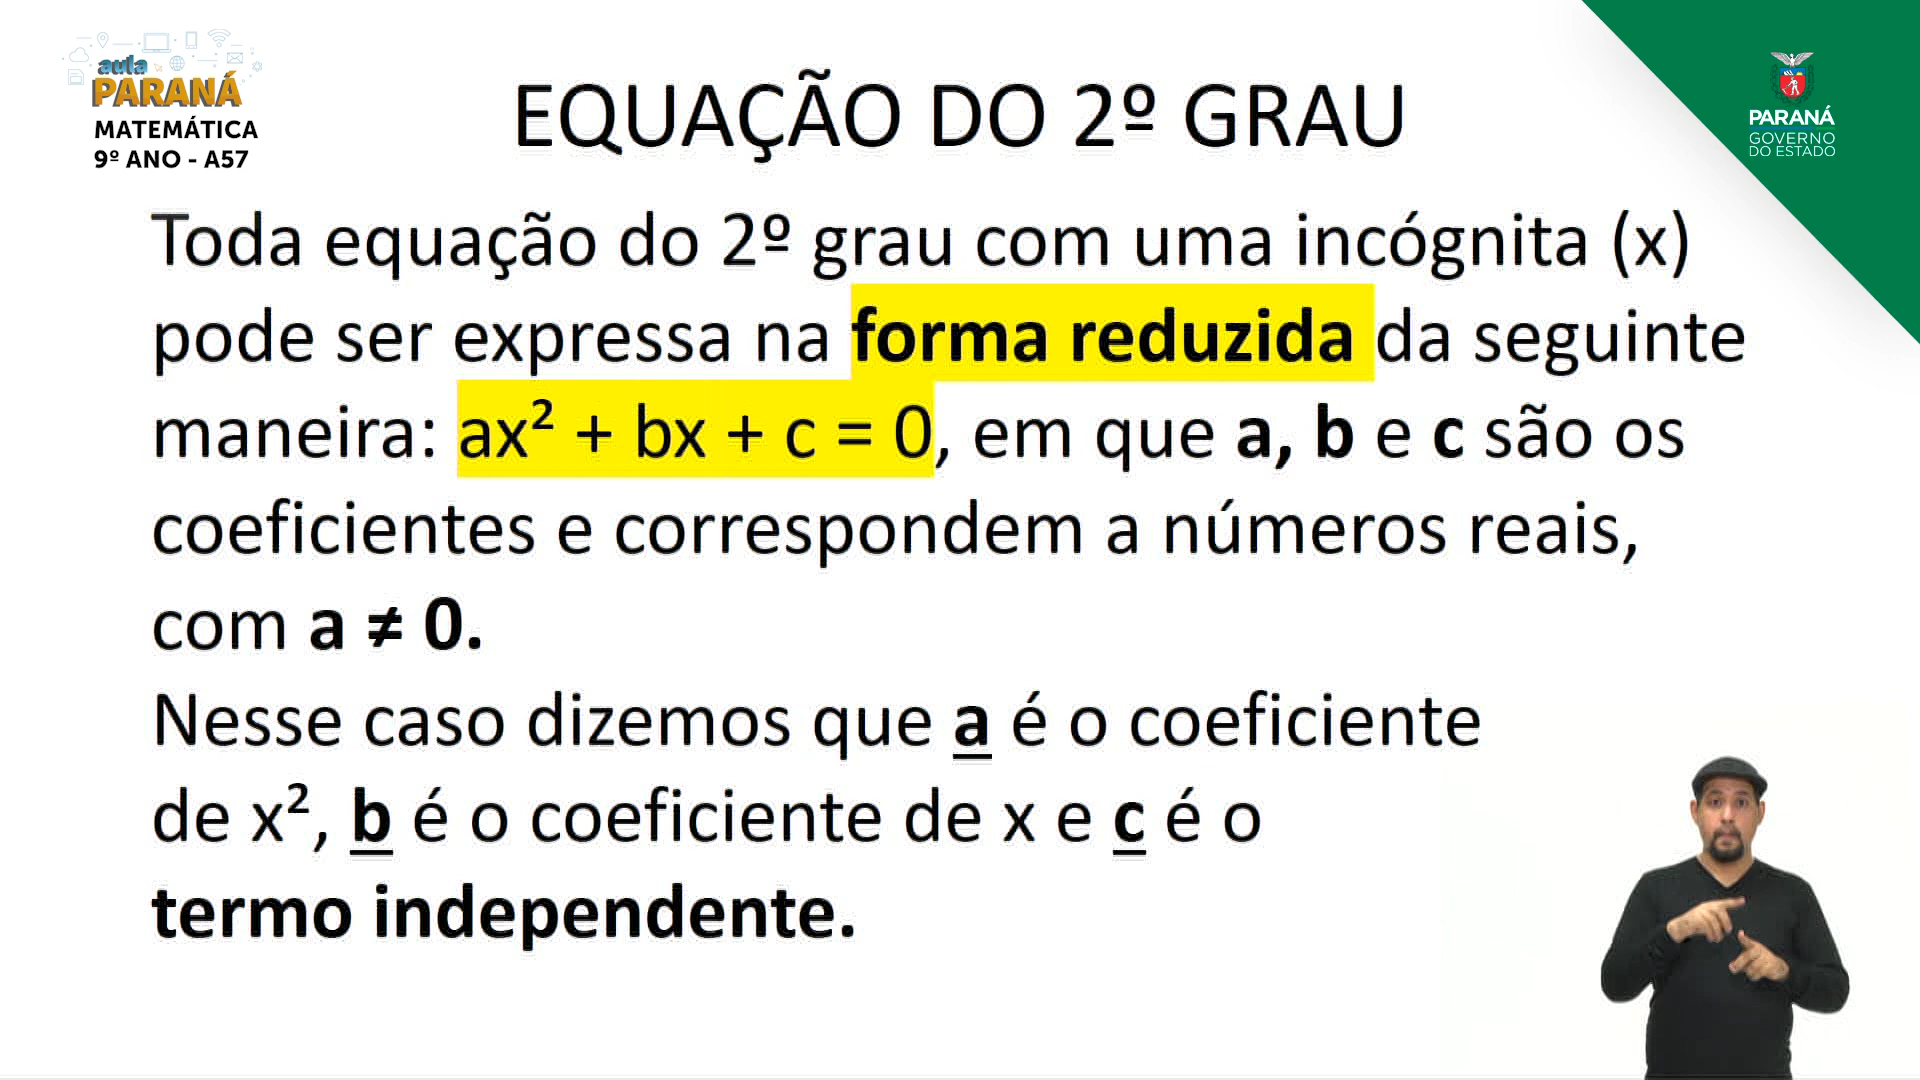 aula
PARANÁ
MATEMÁTICA
9º ANO - A57
EQUAÇÃO DO 2º GRAU
PARANÁ
GOVERNO
DO ESTADO
Toda equação do 2º grau com uma incógnita (x)
pode ser expressa na forma reduzida da seguinte
maneira: ax² + bx + c = 0, em que a, b e c são os
coeficientes e correspondem a números reais,
com a ≠ 0.
Nesse caso dizemos que a é o coeficiente
de x², b é o coeficiente de x e c é o
termo independente.